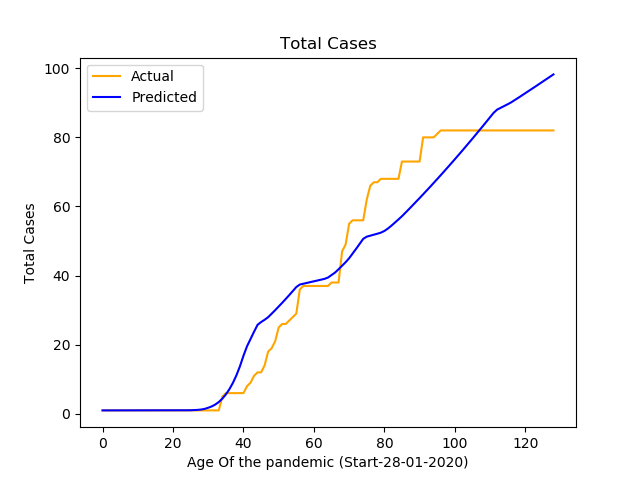 Total Cases
Actual
Predicted
Total Cases
100
80
60
40
20
0
0 20 40 60 80 100 120
Age Of the pandemic (Start-28-01-2020)